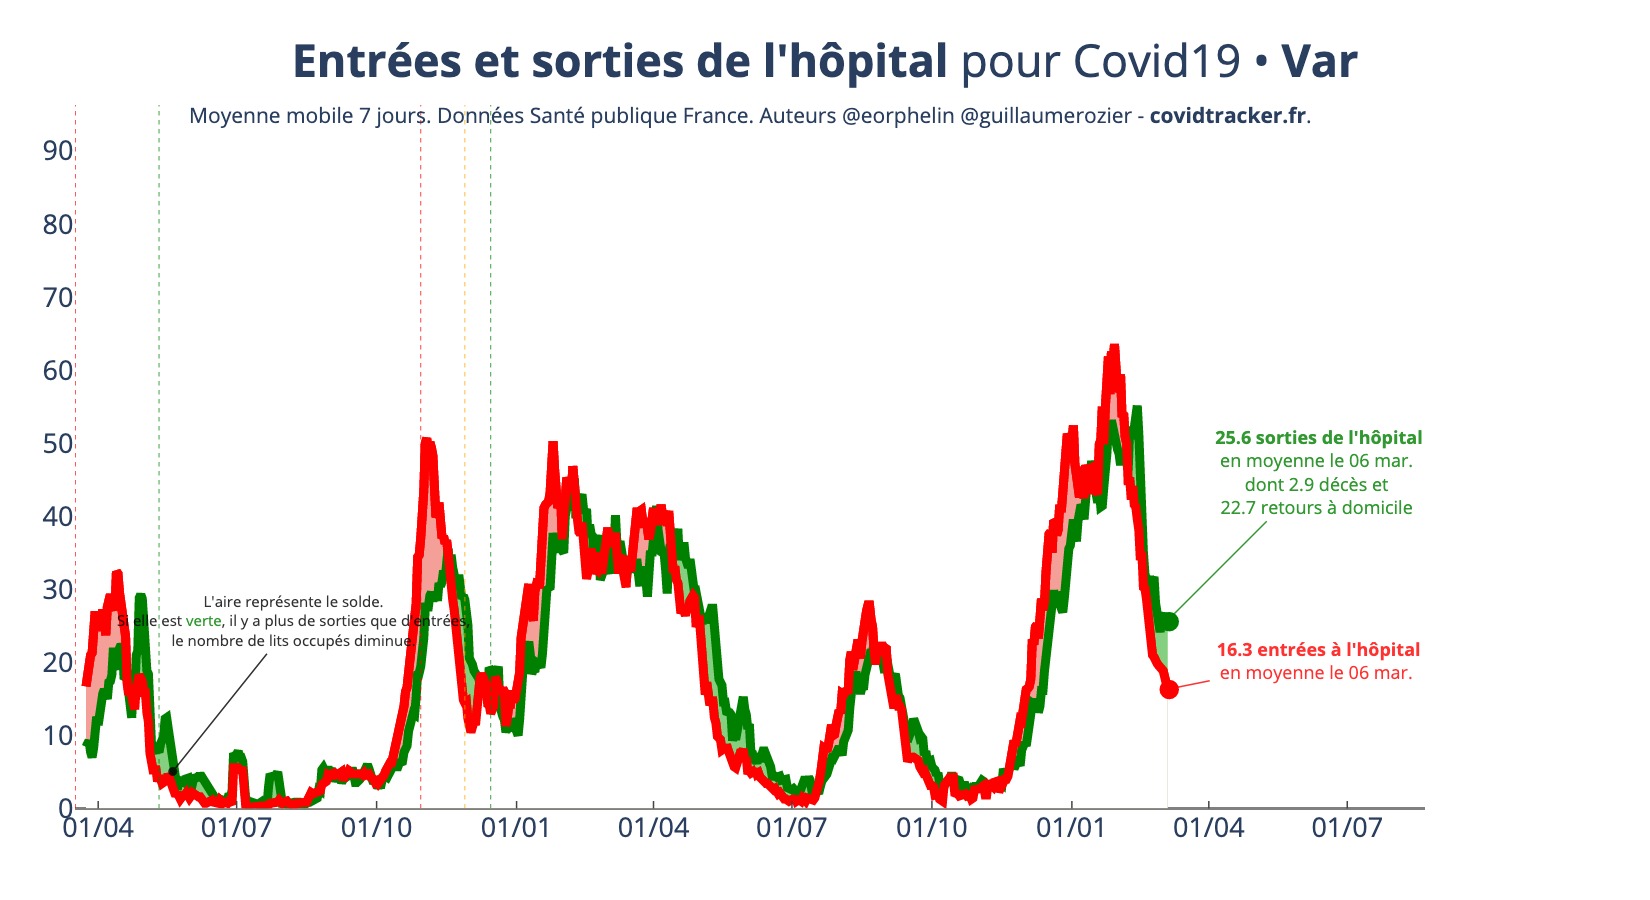 Entrées et sorties de l'hôpital pour Covid19 • Var
Moyenne mobile 7 jours. Données Santé publique France. Auteurs @eorphelin @guillaumerozier - covidtracker.fr.
90
80
70
60
50
40
30
20
10
0
25.6 sorties de l'hôpital
en moyenne le 06 mar.
dont 2.9 décès et
22.7 retours à domicile
L'aire représente le solde.
Si elle est verte, il y a plus de sorties que d'entrées,
le nombre de lits occupés diminue
16.3 entrées à l'hôpital
en moyenne le 06 mar.
01/04 01/07 01/10 01/01 01/04 01/07 01/10 01/01 01/04 01/07